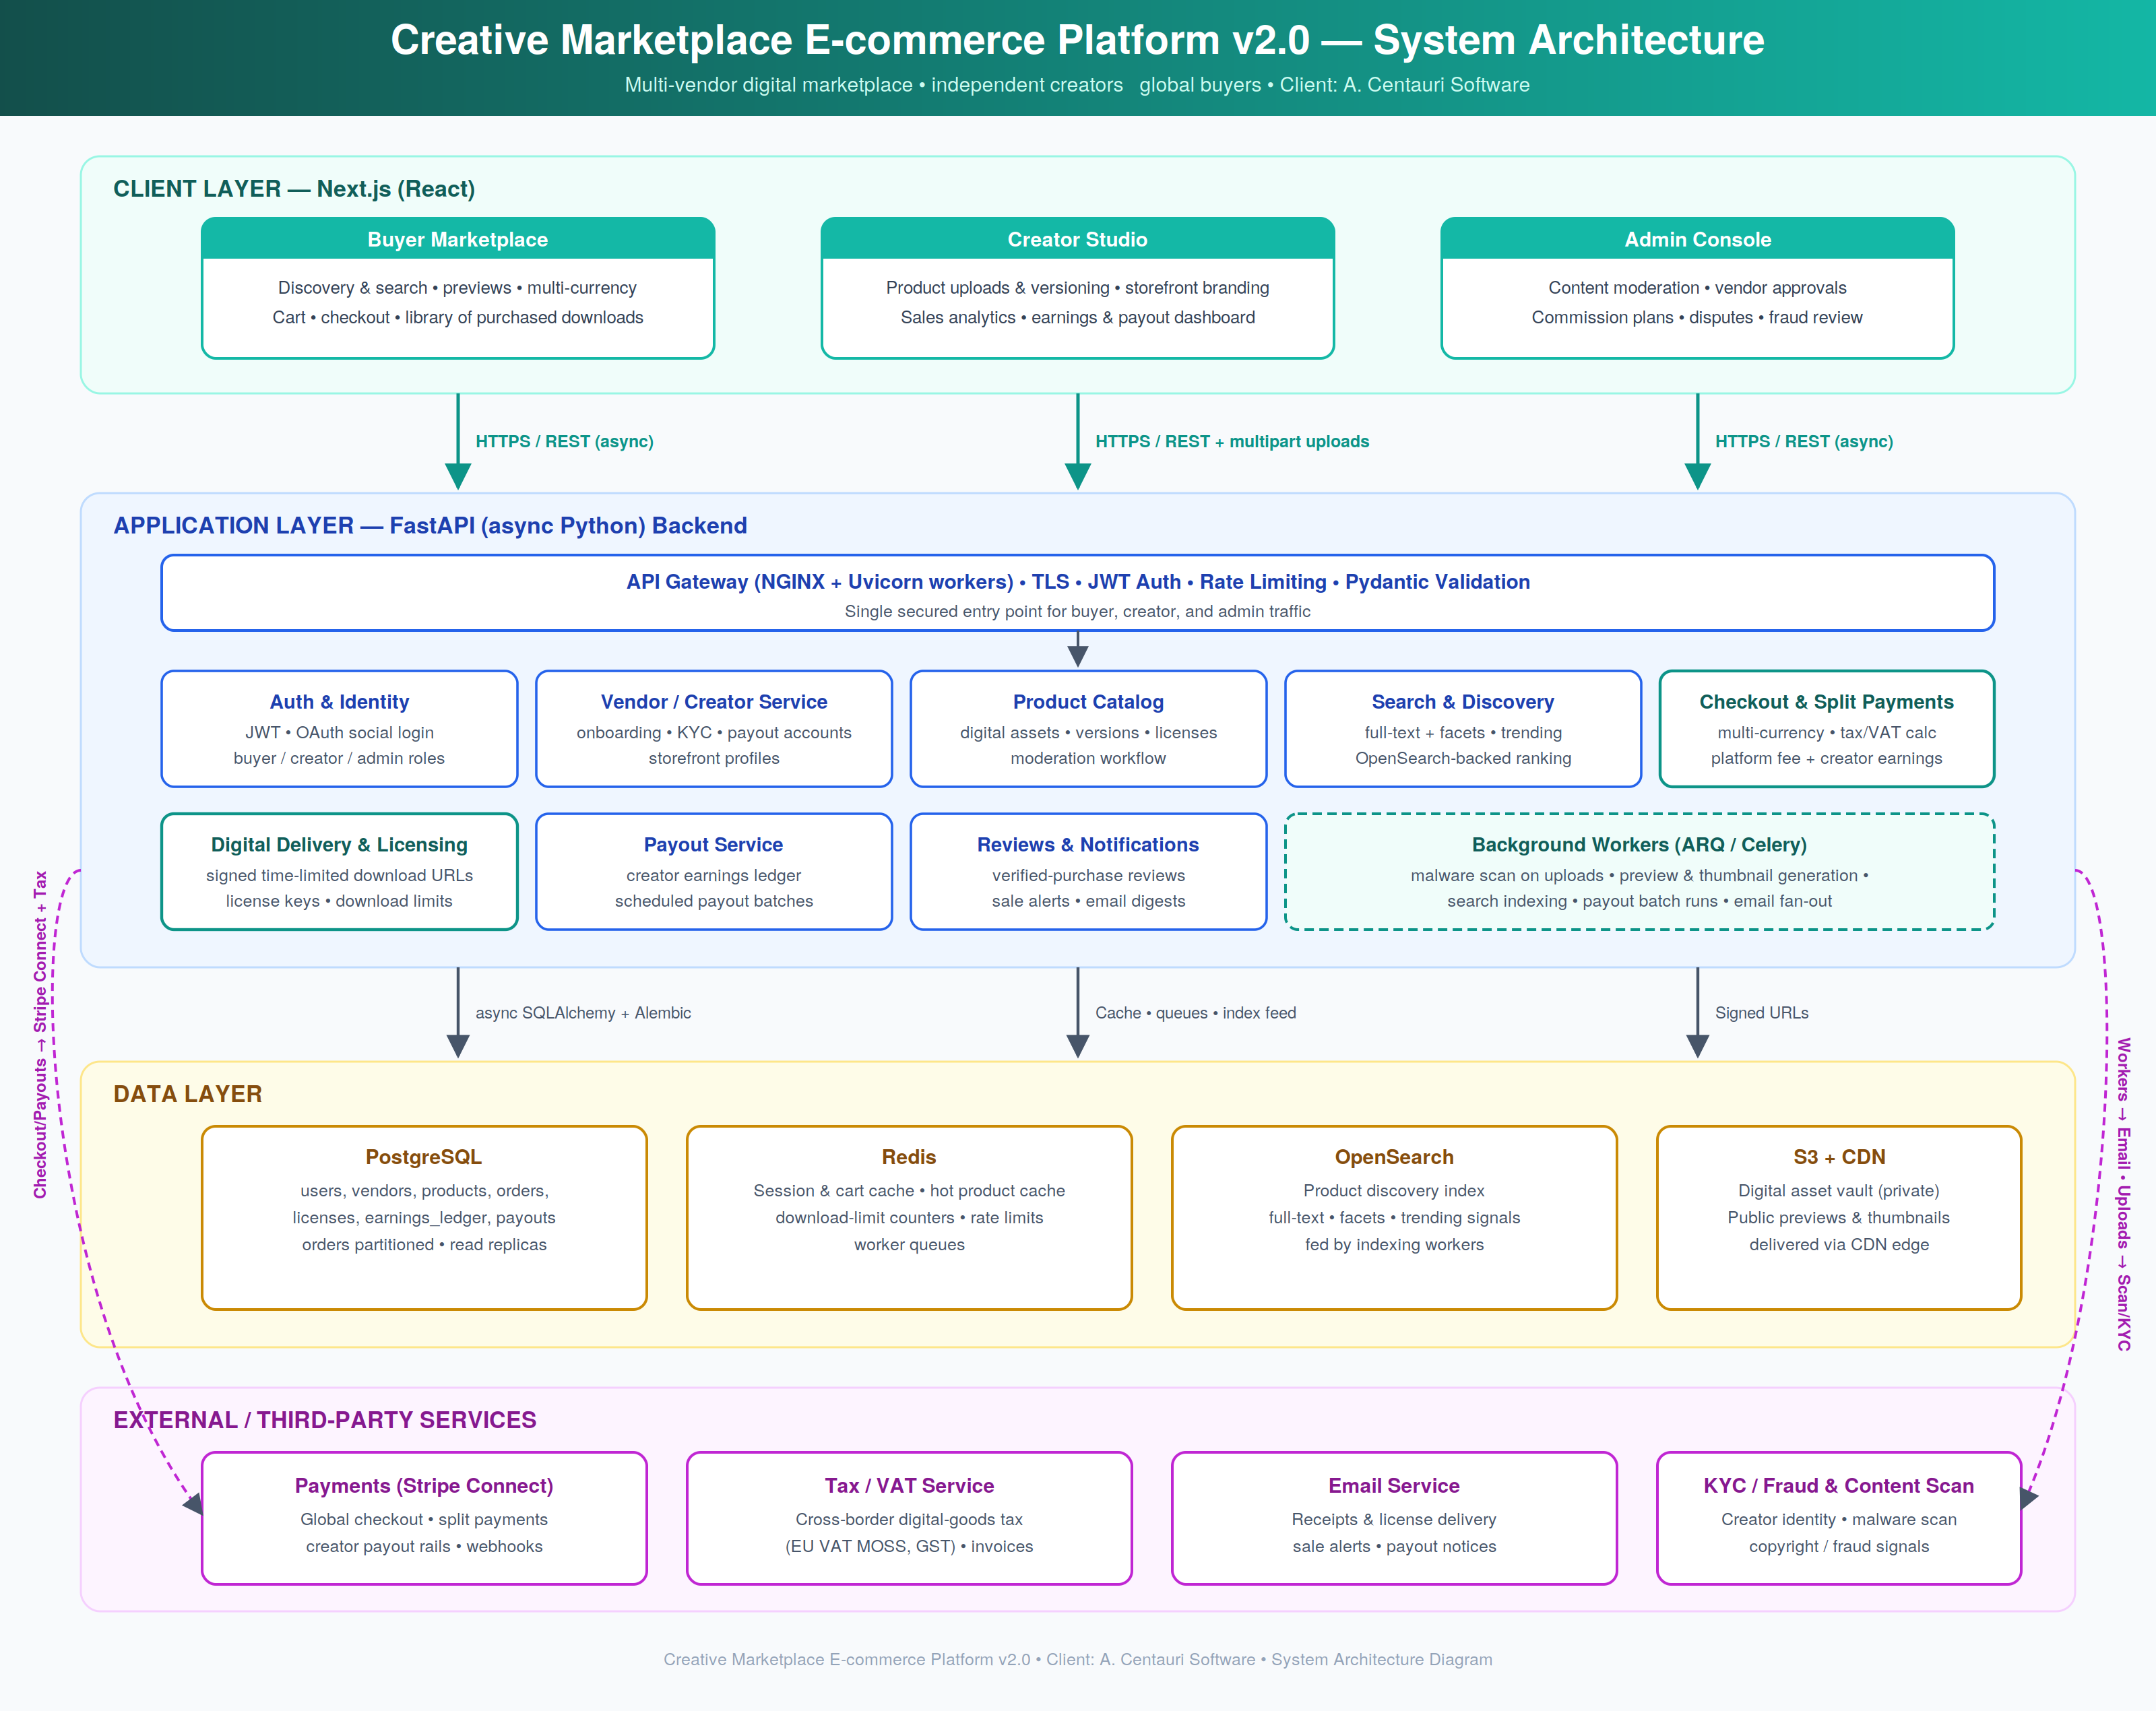 Creative Marketplace E-commerce Platform v2.0 — System Architecture
Multi-vendor digital marketplace • independent creators   global buyers • Client: A. Centauri Software
CLIENT LAYER — Next.js (React)
Buyer Marketplace
Discovery & search • previews • multi-currency
Cart • checkout • library of purchased downloads
Creator Studio
Product uploads & versioning • storefront branding
Sales analytics • earnings & payout dashboard
Admin Console
Content moderation • vendor approvals
Commission plans • disputes • fraud review
HTTPS / REST (async)
HTTPS / REST + multipart uploads
HTTPS / REST (async)
APPLICATION LAYER — FastAPI (async Python) Backend
API Gateway (NGINX + Uvicorn workers) • TLS • JWT Auth • Rate Limiting • Pydantic Validation
Single secured entry point for buyer, creator, and admin traffic
Auth & Identity
JWT • OAuth social login
buyer / creator / admin roles
Vendor / Creator Service
onboarding • KYC • payout accounts
storefront profiles
Product Catalog
digital assets • versions • licenses
moderation workflow
Search & Discovery
full-text + facets • trending
OpenSearch-backed ranking
Checkout & Split Payments
multi-currency • tax/VAT calc
platform fee + creator earnings
Digital Delivery & Licensing
signed time-limited download URLs
license keys • download limits
Payout Service
creator earnings ledger
scheduled payout batches
Reviews & Notifications
verified-purchase reviews
sale alerts • email digests
Background Workers (ARQ / Celery)
malware scan on uploads • preview & thumbnail generation •
search indexing • payout batch runs • email fan-out
Checkout/Payouts → Stripe Connect + Tax
Workers → Email • Uploads → Scan/KYC
async SQLAlchemy + Alembic
Cache • queues • index feed
Signed URLs
DATA LAYER
PostgreSQL
users, vendors, products, orders,
licenses, earnings_ledger, payouts
orders partitioned • read replicas
Redis
Session & cart cache • hot product cache
download-limit counters • rate limits
worker queues
OpenSearch
Product discovery index
full-text • facets • trending signals
fed by indexing workers
S3 + CDN
Digital asset vault (private)
Public previews & thumbnails
delivered via CDN edge
EXTERNAL / THIRD-PARTY SERVICES
Payments (Stripe Connect)
Global checkout • split payments
creator payout rails • webhooks
Tax / VAT Service
Cross-border digital-goods tax
(EU VAT MOSS, GST) • invoices
Email Service
Receipts & license delivery
sale alerts • payout notices
KYC / Fraud & Content Scan
Creator identity • malware scan
copyright / fraud signals
Creative Marketplace E-commerce Platform v2.0 • Client: A. Centauri Software • System Architecture Diagram